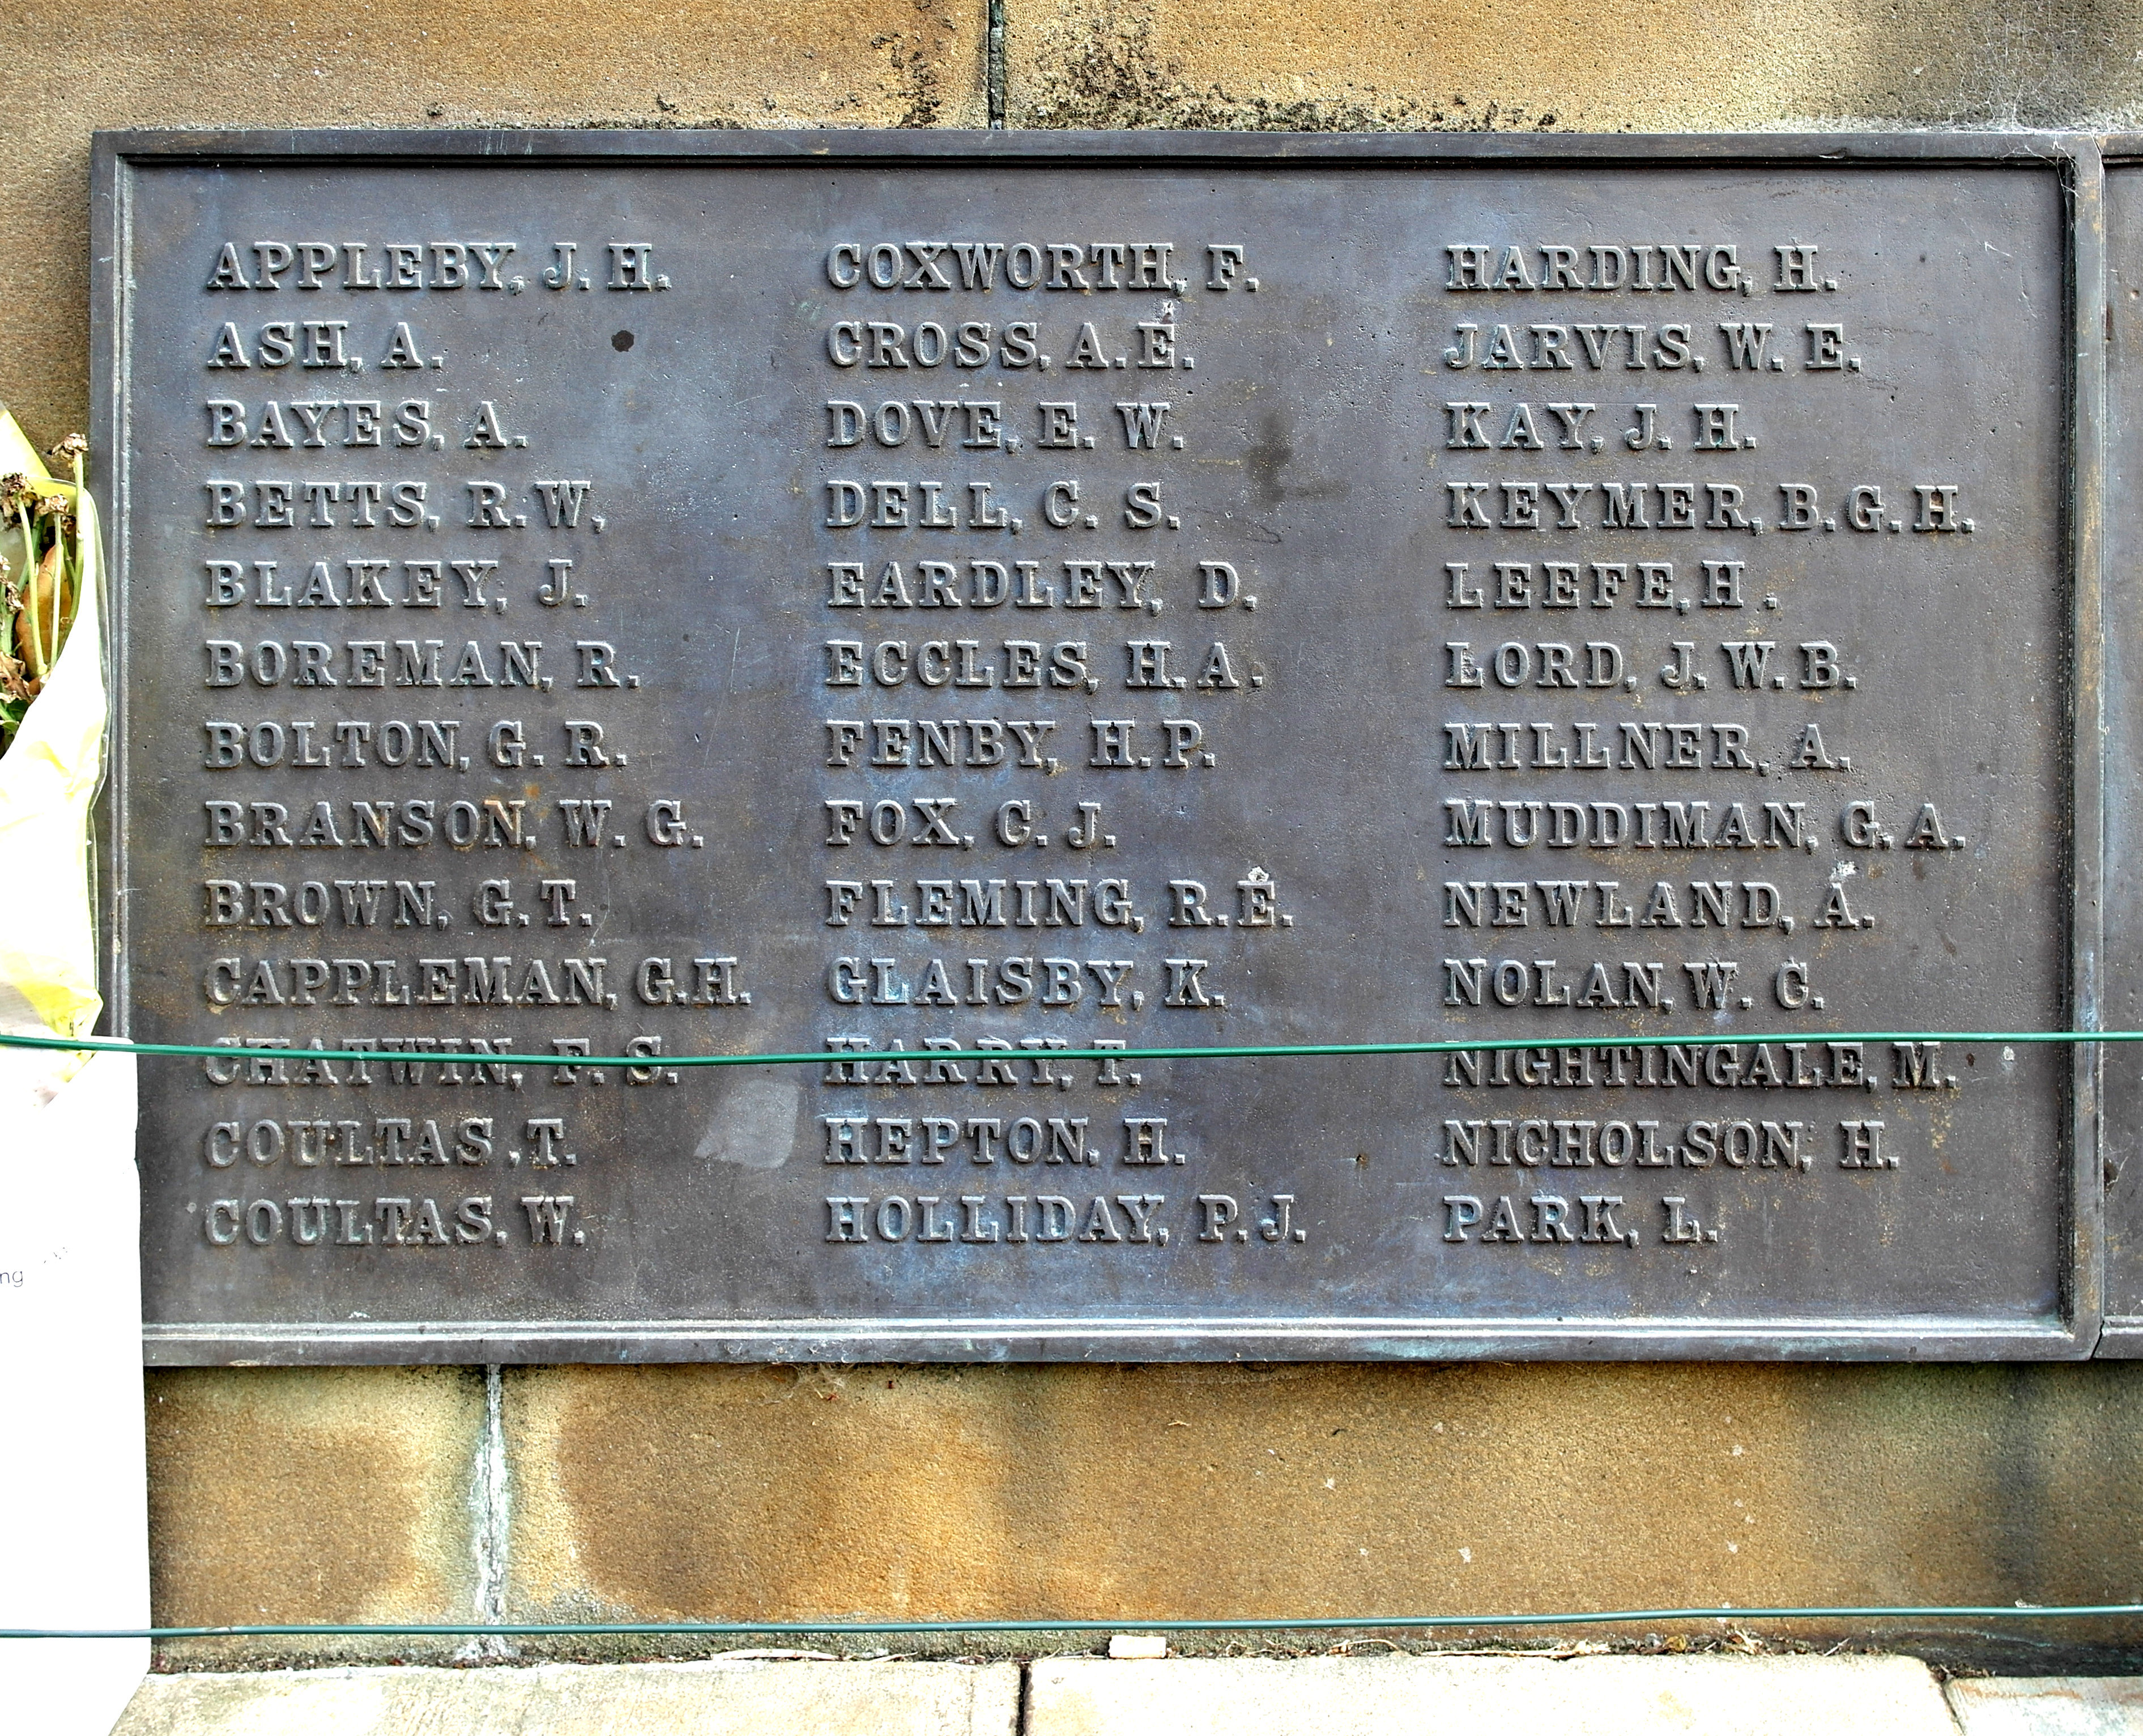 APPLEBY, J. H.
ASH, A.
BAYES, A.
BETTS, R. W,
BLAKEY, J.
BOREMAN, R.
BOLTON, G. R.
BRANSON, W. G.
BROWN, G. T.
CAPPLEMAN, G. H.
CHATWIN, F. S.
COULTAS, T.
COULTAS, W.
COXWORTH, F.
CROSS, A. E.
DOVE, E. W.
DELL, C. S.
EARDLEY, D.
ECCLES, H. A.
FENBY, H. P.
FOX, C. J.
FLEMING, R. E.
GLAISBY, K.
HARRY, T.
HEPTON, H.
HOLLIDAY, P. J.
HARDING, H.
JARVIS, W. E.
KAY, J. H.
KEYMER, B. G. H.
LEEFE, H.
LORD, J. W. B.
MILLNER, A.
MUDDIMAN, G. A.
NEWLAND, A.
NOLAN, W. C.
NIGHTINGALE, M.
NICHOLSON, H.
PARK, L.
ng